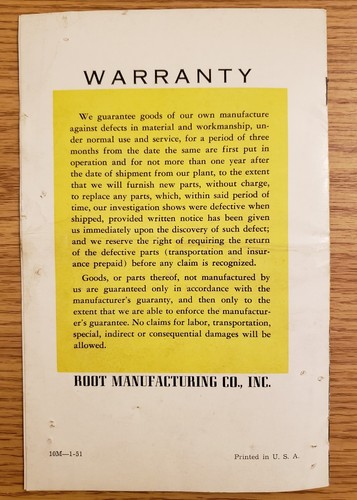 WARRANTY
We guarantee goods of our own manufacture
against defects in material and workmanship, un-
der normal use and service, for a period of three
months from the date the same are first put in
operation and for not more than one year after
the date of shipment from our plant, to the extent
that we will furnish new parts, without charge,
to replace any parts, which, within said period of
time, our investigation shows were defective when
shipped, provided written notice has been given
us immediately upon the discovery of such defect;
and we reserve the right of requiring the return
of the defective parts (transportation and insur-
ance prepaid) before any claim is recognized.
Goods, or parts thereof, not manufactured by
us are guaranteed only in accordance with the
manufacturer's guaranty, and then only to the
extent that we are able to enforce the manufactur-
er's guarantee. No claims for labor, transportation,
special, indirect or consequential damages will be
allowed.
ROOT MANUFACTURING CO., INC.
10M—1-51
Printed in U. S. A.